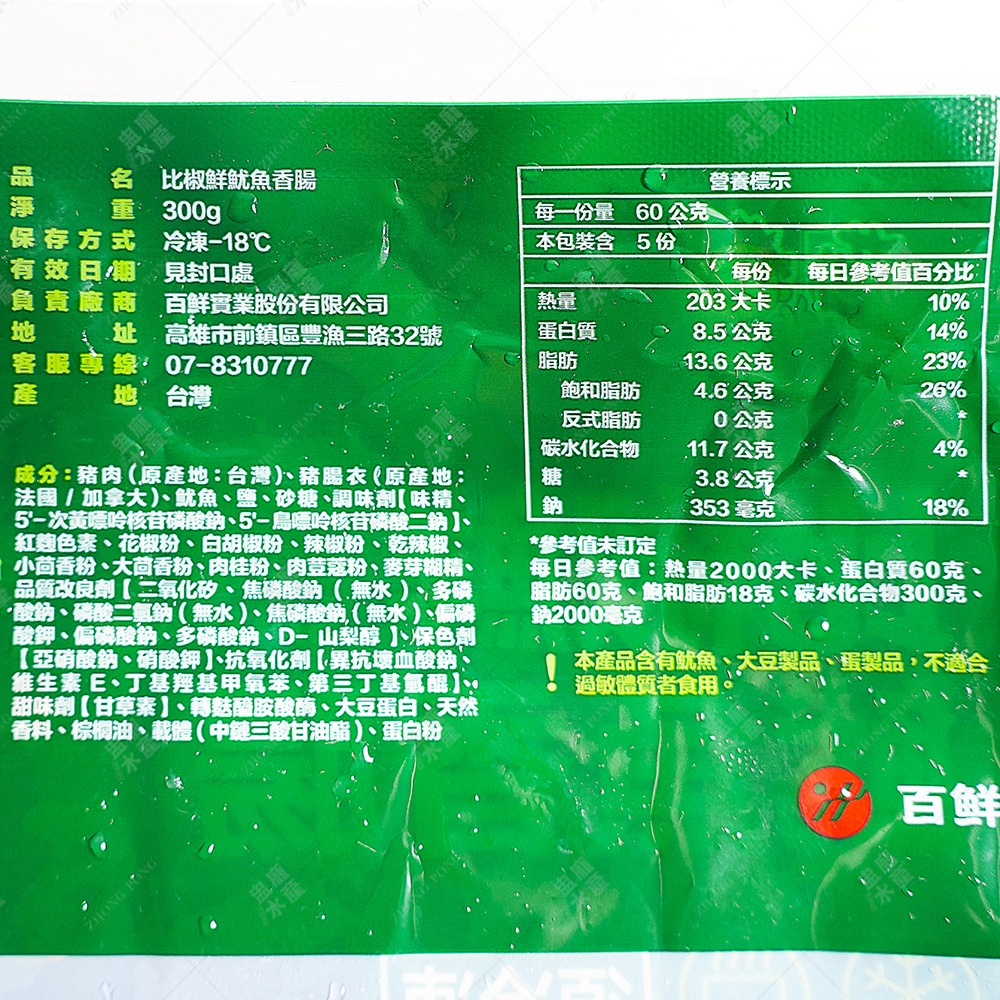 品名 比椒鮮魷魚香腸
淨重 300g
保存方式 冷凍-18℃
有效日期 見封口處
負責廠商 百鮮實業股份有限公司
地址 高雄市前鎮區豐漁三路32號
客服專線 07-8310777
產地 台灣
成分:豬肉(原產地:台灣)、豬腸衣(原產地:
法國/加拿大)、魷魚、鹽、砂糖、調味劑【味精、
5'-次黃嘌呤核苷磷酸鈉、5'-鳥嘌呤核苷磷酸二鈉】、
紅麴色素、花椒粉、白胡椒粉、辣椒粉、乾辣椒、
小茴香粉、大茴香粉、肉桂粉、肉荳蔻粉、麥芽糊精、
品質改良劑【二氧化矽、焦磷酸鈉(無水)、多磷
酸鈉、磷酸二氫鈉(無水)、焦磷酸鈉(無水)、偏磷
酸鉀、偏磷酸鈉、多磷酸鈉、D-山梨醇】、保色劑
【亞硝酸鈉、硝酸鉀】、抗氧化劑【異抗壞血酸鈉、
維生素E、丁基羥基甲氧苯、第三丁基氫醌】、
甜味劑【甘草素】、轉麩醯胺酸酶、大豆蛋白、天然
香料、棕櫚油、載體(中鏈三酸甘油酯)、蛋白粉
營養標示
每一份量 60公克
本包裝含 5份
每份 每日參考值百分比
熱量 203大卡 10%
蛋白質 8.5公克 14%
脂肪 13.6公克 23%
飽和脂肪 4.6公克 26%
反式脂肪 0公克 *
碳水化合物 11.7公克 4%
糖 3.8公克 *
鈉 353毫克 18%
*參考值未訂定
每日參考值:熱量2000大卡、蛋白質60克、
脂肪60克、飽和脂肪18克、碳水化合物300克、
鈉2000毫克
! 本產品含有魷魚、大豆製品、蛋製品,不適合
過敏體質者食用。
百鮮